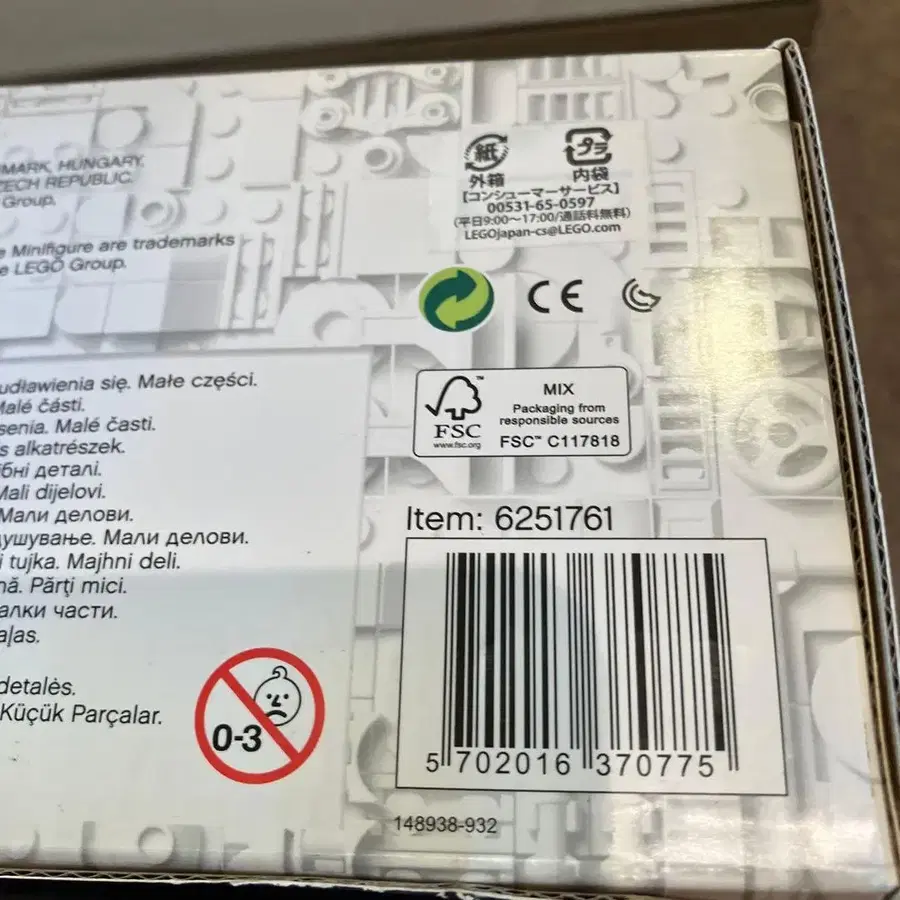 MARK, HUNGARY,
ECH REPUBLIC.
Group.
e Minifigure are trademarks
e LEGO Group.
紙
プラ
外箱
内袋
【コンシューマーサービス】
00531-65-0597
(平日9:00～17:00/通話料無料)
LEGOjapan-cs@LEGO.com
CE
FSC™
www.fsc.org
MIX
Packaging from
responsible sources
FSC™ C117818
udławienia się. Małe części.
Malé části.
senia. Malé časti.
s alkatrészek.
бні деталі.
Mali dijelovi.
Мали делови.
душување. Мали делови.
i tujka. Majhni deli.
nă. Părţi mici.
алки части.
aļas.
detalės.
Küçük Parçalar.
0-3
Item: 6251761
5 702016 370775
148938-932